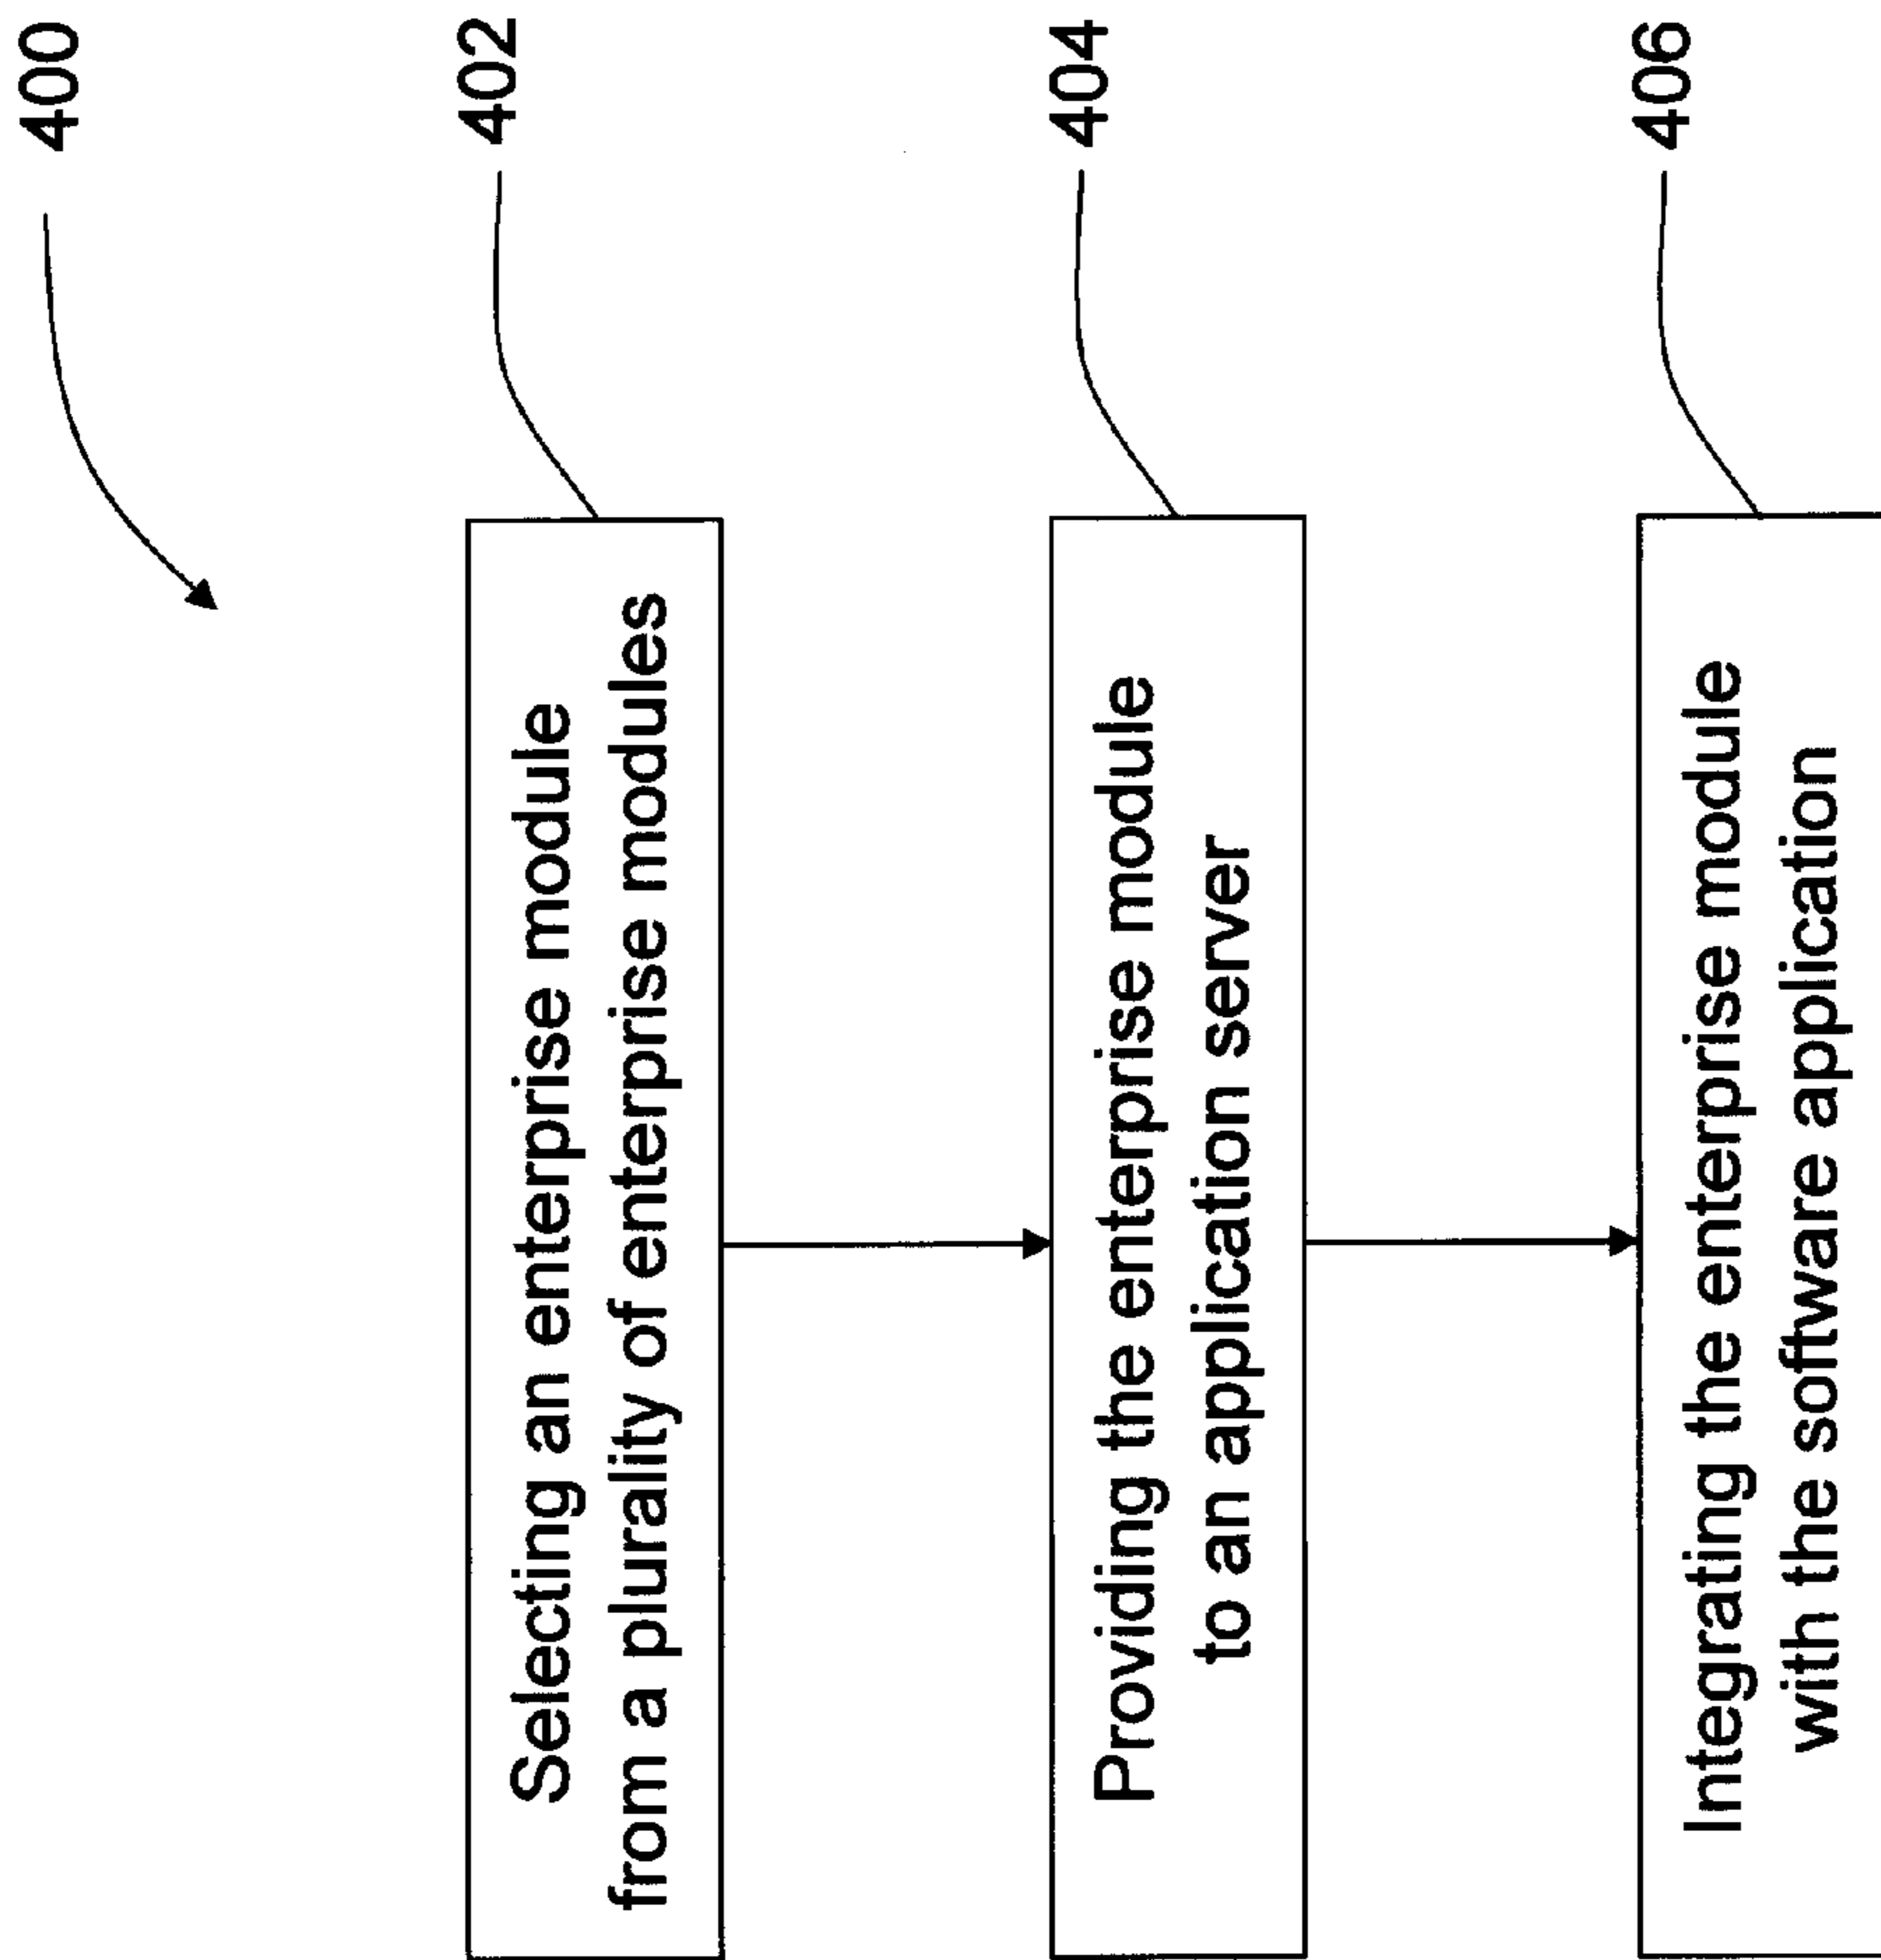 400
402
Selecting an enterprise module
from a plurality of enterprise modules
404
Providing the enterprise module
to an application server
406
Integrating the enterprise module
with the software application